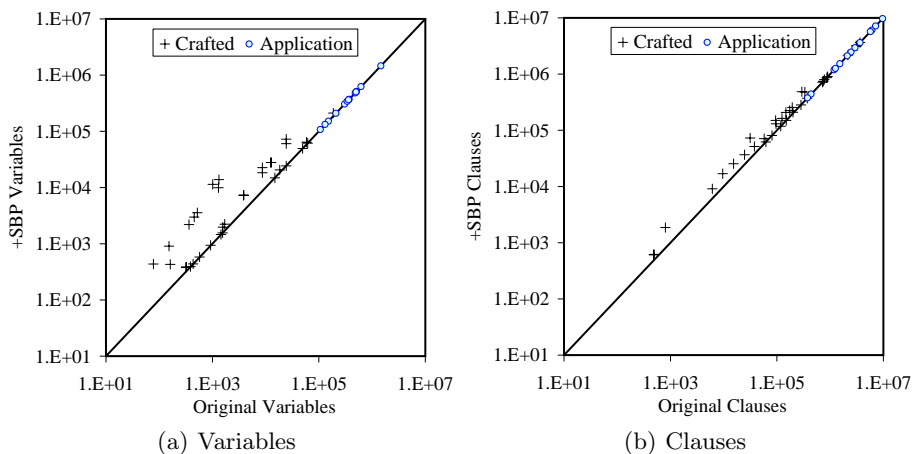 1.E+07
1.E+06
1.E+05
1.E+04
1.E+03
1.E+02
1.E+01
+SBP Variables
Crafted Application
1.E+01 1.E+03 1.E+05 1.E+07
Original Variables
(a) Variables
1.E+07
1.E+06
1.E+05
1.E+04
1.E+03
1.E+02
1.E+01
+SBP Clauses
Crafted Application
1.E+01 1.E+03 1.E+05 1.E+07
Original Clauses
(b) Clauses